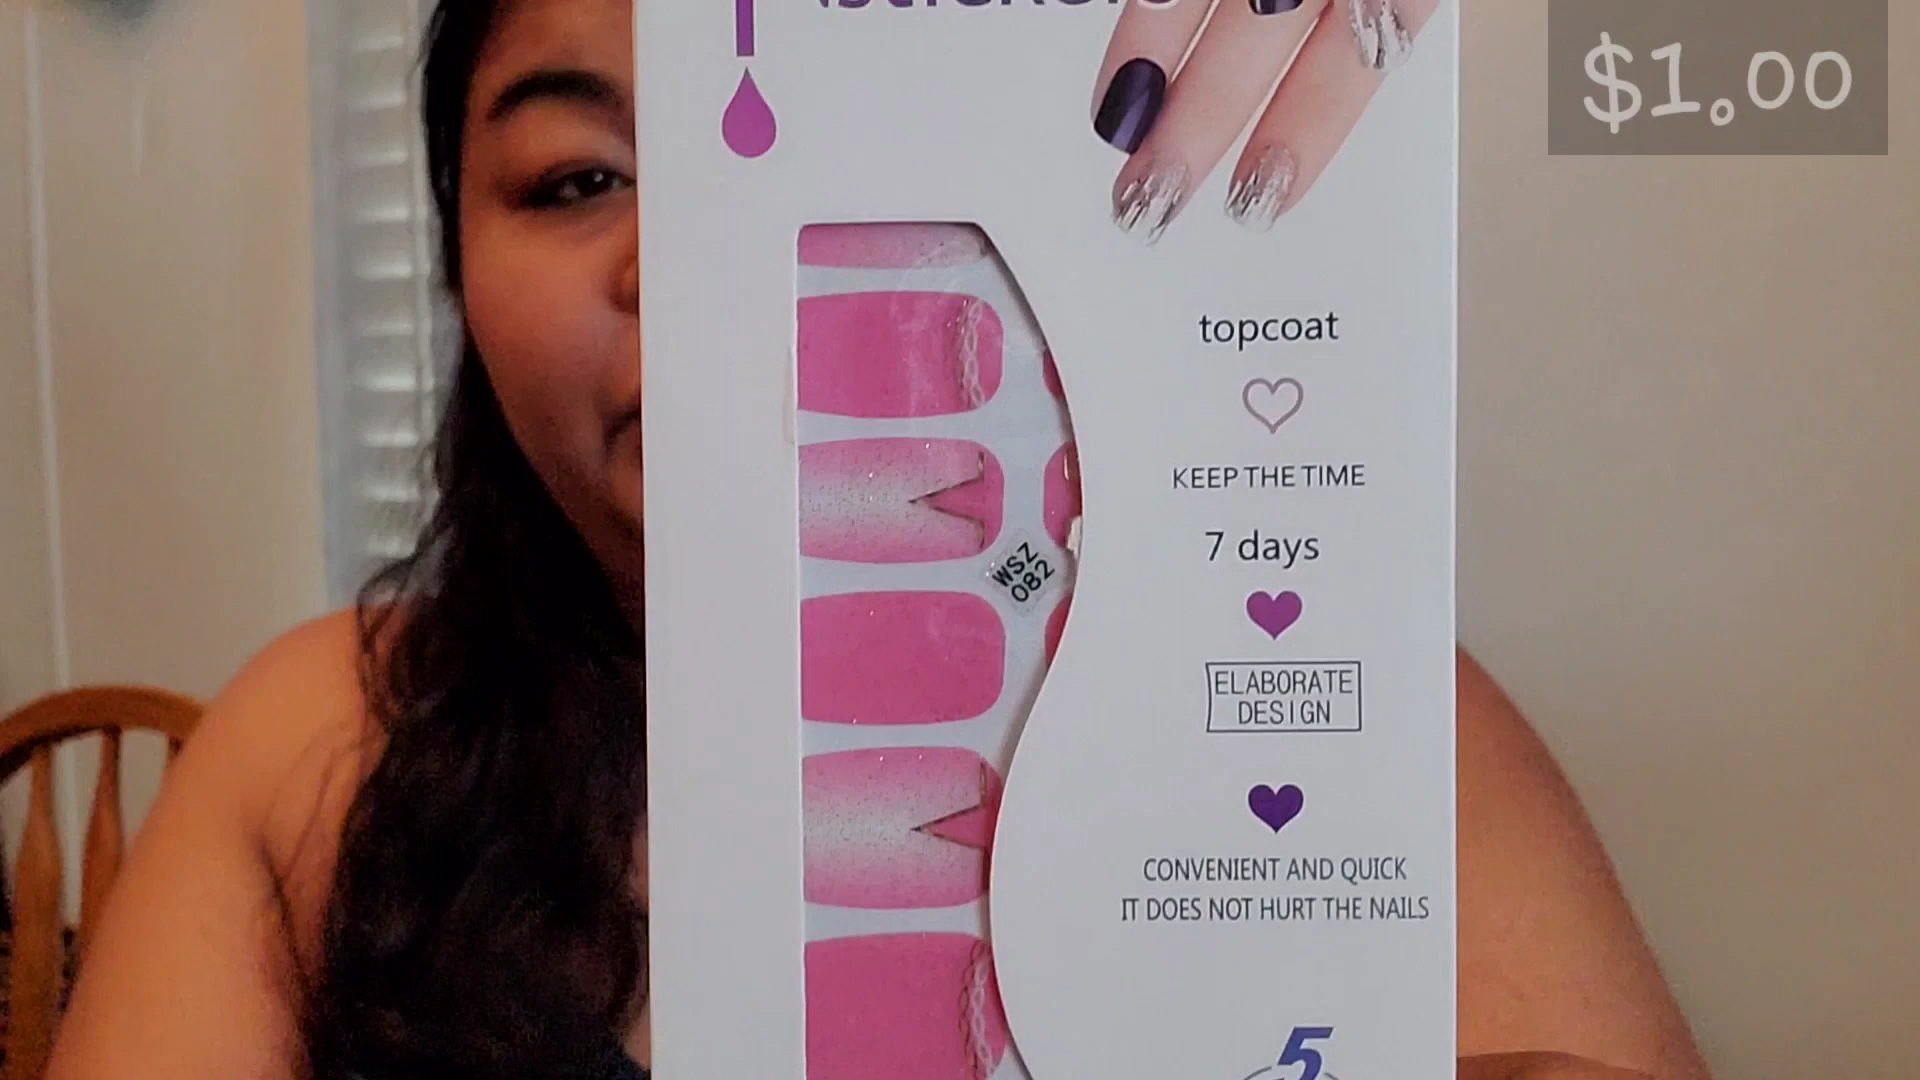 $1.00
topcoat
KEEP THE TIME
7 days
WSZ
082
ELABORATE
DESIGN
CONVENIENT AND QUICK
IT DOES NOT HURT THE NAILS
5